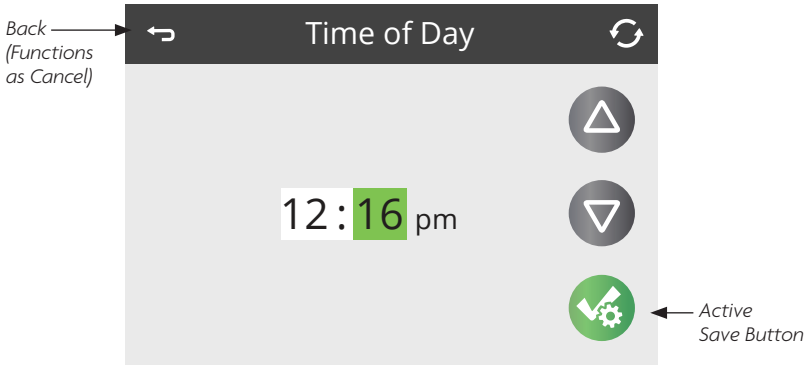 Back
(Functions
as Cancel)
Time of Day
12:16 pm
Active
Save Button